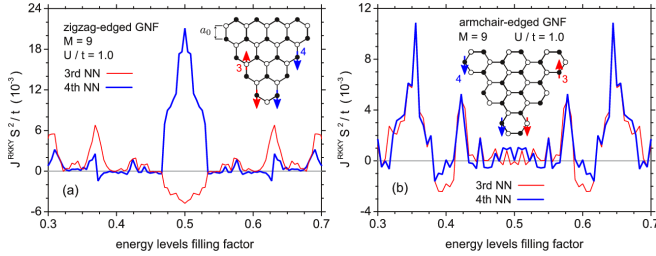 24
18
12
6
0
-6
J^RKKY S² / t (10⁻³)
(a)
zigzag-edged GNF
M = 9
U / t = 1.0
3rd NN
4th NN
a₀
3
4
0.3 0.4 0.5 0.6 0.7
energy levels filling factor
12
8
4
0
-4
J^RKKY S² / t (10⁻³)
(b)
armchair-edged GNF
M = 9 U / t = 1.0
4
3
3rd NN
4th NN
0.3 0.4 0.5 0.6 0.7
energy levels filling factor